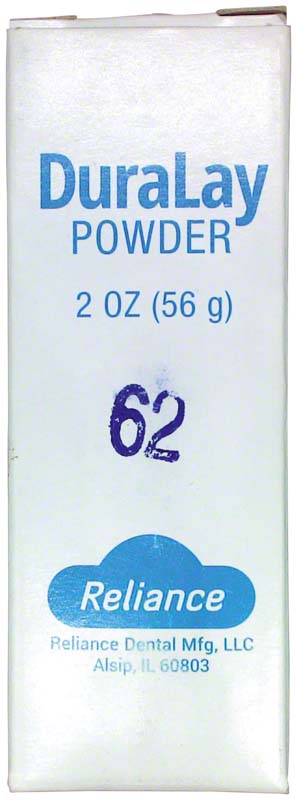 DuraLay
POWDER
2 OZ (56 g)
62
Reliance
Reliance Dental Mfg, LLC
Alsip, IL 60803